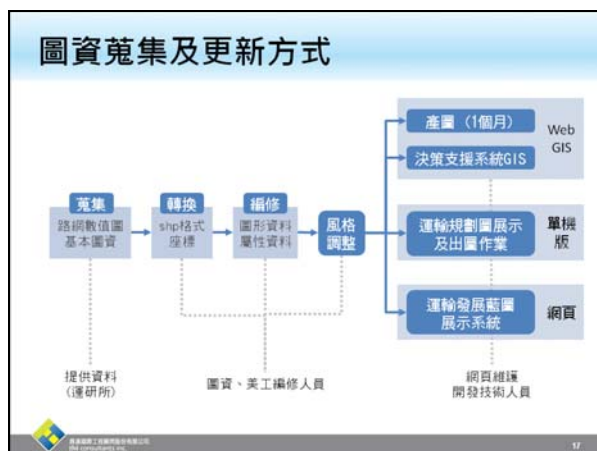 圖資蒐集及更新方式
產圖（1個月）
決策支援系統GIS
Web
GIS
蒐集
路網數值圖
基本圖資
轉換
shp格式
座標
編修
圖形資料
屬性資料
風格
調整
運輸規劃圖展示
及出圖作業
單機
版
運輸發展藍圖
展示系統
網頁
提供資料
(運研所)
圖資、美工編修人員
網頁維護
開發技術人員
thi consultants inc.
17